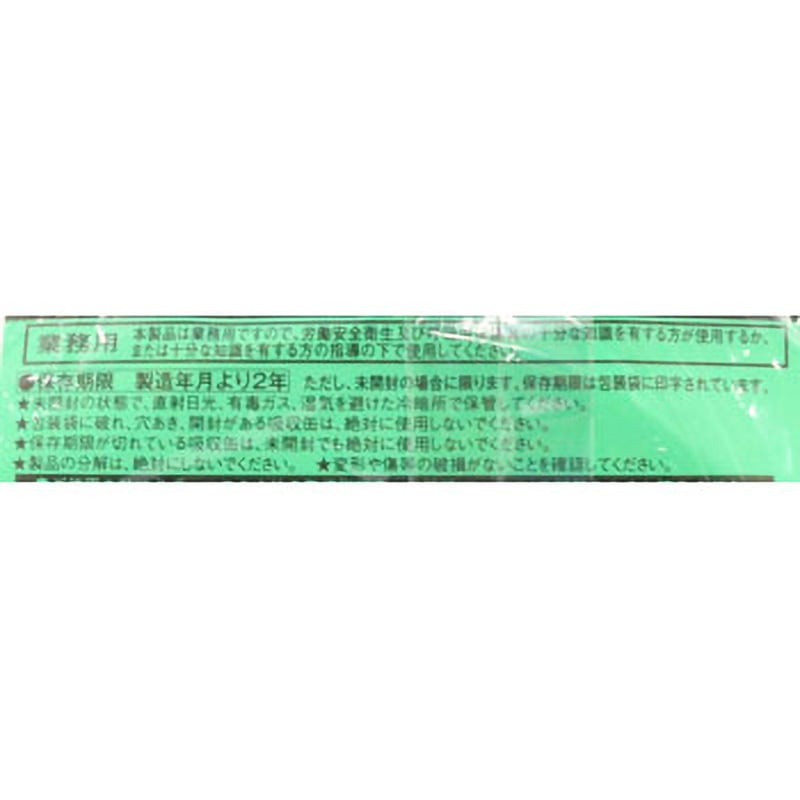 業務用
本製品は業務用ですので、労働安全衛生及び の十分な知識を有する方が使用するか、
または十分な知識を有する方の指導の下で使用してください。
●保存期限 製造年月より2年 ただし、未開封の場合に限ります。保存期限は包装袋に印字されています。
★未開封の状態で、直射日光、有毒ガス、湿気を避けた冷暗所で保管してください。
★包装袋に破れ、穴あき、開封がある吸収缶は、絶対に使用しないでください。
★保存期限が切れている吸収缶は、未開封でも絶対に使用しないでください。
★製品の分解は、絶対にしないでください。 ★変形や傷等の破損がないことを確認してください。